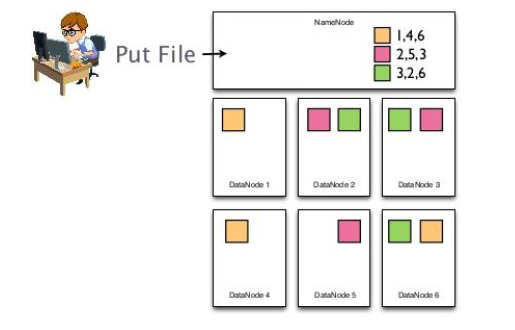 NameNode
Put File
1,4,6
2,5,3
3,2,6
DataNode 1
DataNode 2
DataNode 3
DataNode 4
DataNode 5
DataNode 6